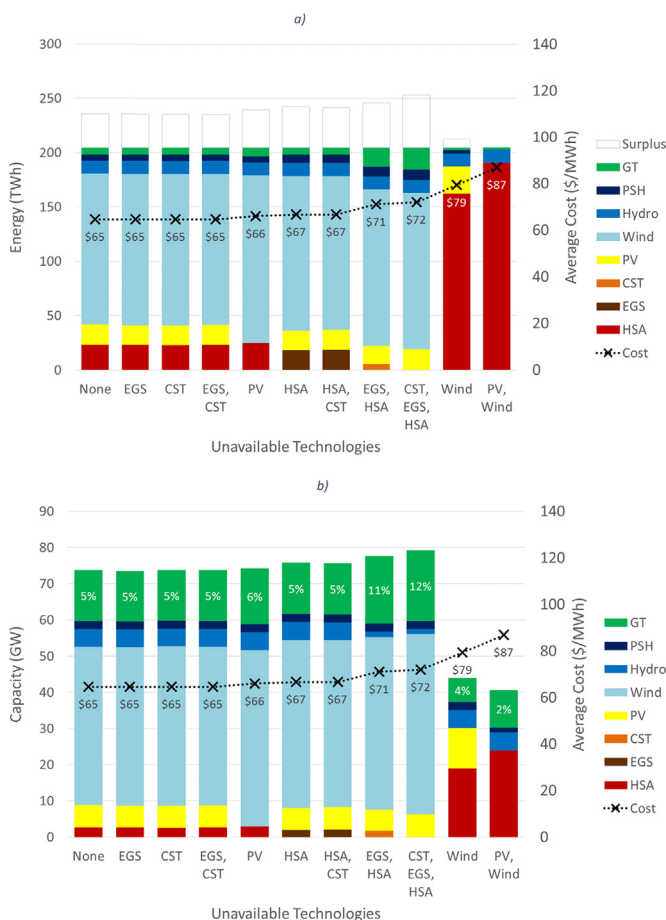 a)
300
250
200
150
100
50
0
Energy (TWh)
$65
$65
$65
$65
$66
$67
$67
$71
$72
$79
$87
140
120
100
80
60
40
20
0
Average Cost ($/MWh)
Surplus
GT
PSH
Hydro
Wind
PV
CST
EGS
HSA
Cost
None
EGS
CST
EGS,
CST
PV
HSA
HSA,
CST
EGS,
HSA
CST,
EGS,
HSA
Wind
PV,
Wind
Unavailable Technologies
b)
90
80
70
60
50
40
30
20
10
0
Capacity (GW)
5%
5%
5%
5%
6%
5%
5%
11%
12%
4%
2%
$65
$65
$65
$65
$66
$67
$67
$71
$72
$79
$87
140
120
100
80
60
40
20
0
Average Cost ($/MWh)
GT
PSH
Hydro
Wind
PV
CST
EGS
HSA
Cost
None
EGS
CST
EGS,
CST
PV
HSA
HSA,
CST
EGS,
HSA
CST,
EGS,
HSA
Wind
PV,
Wind
Unavailable Technologies